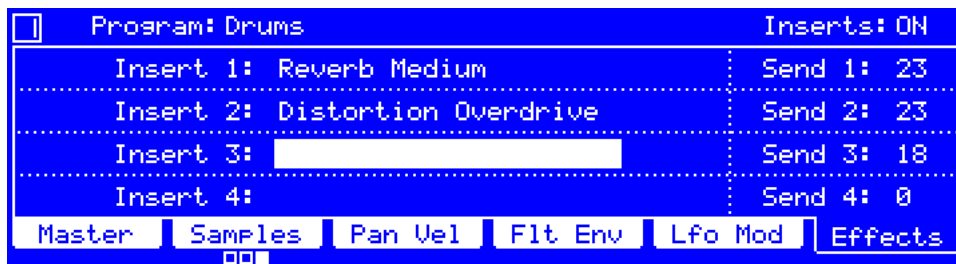 Program: Drums Inserts: ON
Insert 1: Reverb Medium Send 1: 23
Insert 2: Distortion Overdrive Send 2: 23
Insert 3: Send 3: 18
Insert 4: Send 4: 0
Master Samples Pan Vel Flt Env Lfo Mod Effects